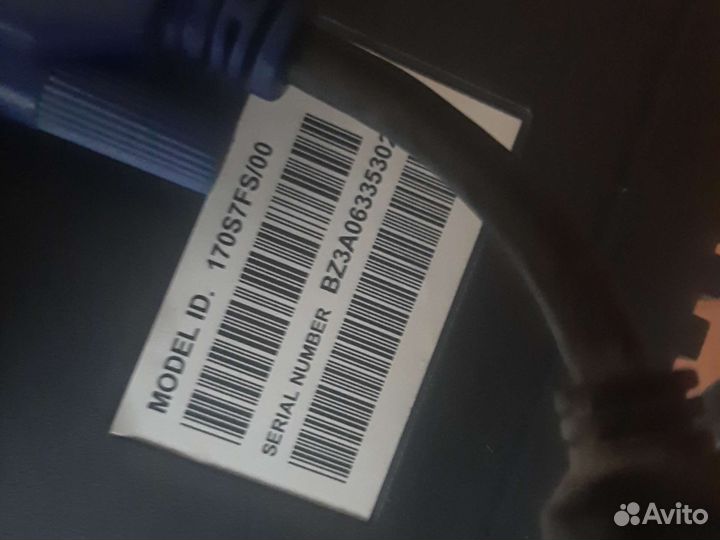 MODEL ID. 170S7FS/00
SERIAL NUMBER BZ3A0633530
Avito